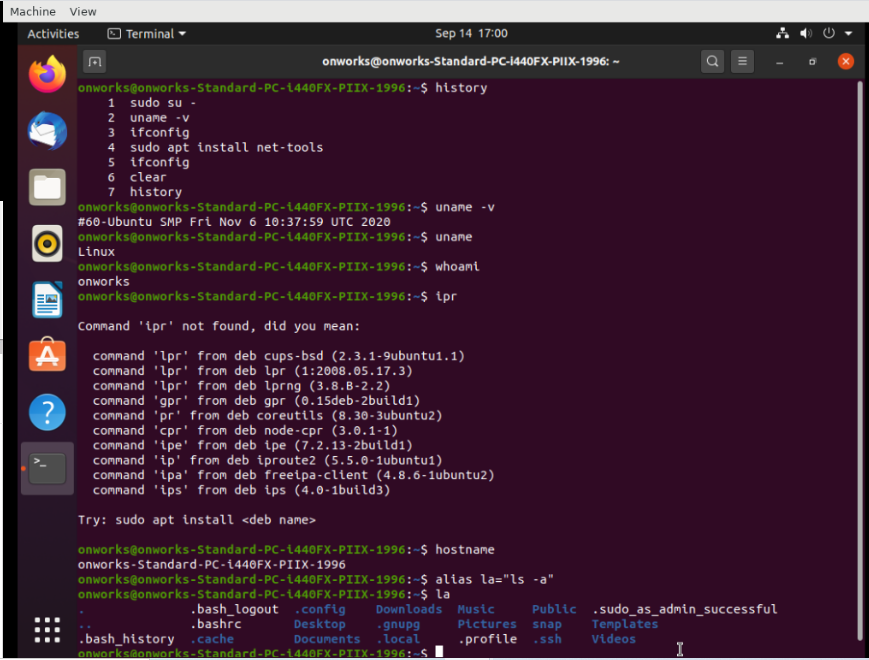 Machine View
Activities Terminal Sep 14 17:00
onworks@onworks-Standard-PC-i440FX-PIIX-1996: ~
onworks@onworks-Standard-PC-i440FX-PIIX-1996:~$ history
1 sudo su -
2 uname -v
3 ifconfig
4 sudo apt install net-tools
5 ifconfig
6 clear
7 history
onworks@onworks-Standard-PC-i440FX-PIIX-1996:~$ uname -v
#60-Ubuntu SMP Fri Nov 6 10:37:59 UTC 2020
onworks@onworks-Standard-PC-i440FX-PIIX-1996:~$ uname
Linux
onworks@onworks-Standard-PC-i440FX-PIIX-1996:~$ whoami
onworks
onworks@onworks-Standard-PC-i440FX-PIIX-1996:~$ ipr
Command 'ipr' not found, did you mean:
command 'lpr' from deb cups-bsd (2.3.1-9ubuntu1.1)
command 'lpr' from deb lpr (1:2008.05.17.3)
command 'lpr' from deb lprng (3.8.B-2.2)
command 'gpr' from deb gpr (0.15deb-2build1)
command 'pr' from deb coreutils (8.30-3ubuntu2)
command 'cpr' from deb node-cpr (3.0.1-1)
command 'ipe' from deb ipe (7.2.13-2build1)
command 'ip' from deb iproute2 (5.5.0-1ubuntu1)
command 'ipa' from deb freeipa-client (4.8.6-1ubuntu2)
command 'ips' from deb ips (4.0-1build3)
Try: sudo apt install <deb name>
onworks@onworks-Standard-PC-i440FX-PIIX-1996:~$ hostname
onworks-Standard-PC-i440FX-PIIX-1996
onworks@onworks-Standard-PC-i440FX-PIIX-1996:~$ alias la="ls -a"
onworks@onworks-Standard-PC-i440FX-PIIX-1996:~$ la
. .bash_logout .config Downloads Music Public .sudo_as_admin_successful
.. .bashrc Desktop .gnupg Pictures snap Templates
.bash_history .cache Documents .local .profile .ssh Videos
onworks@onworks-Standard-PC-i440FX-PIIX-1996:~$